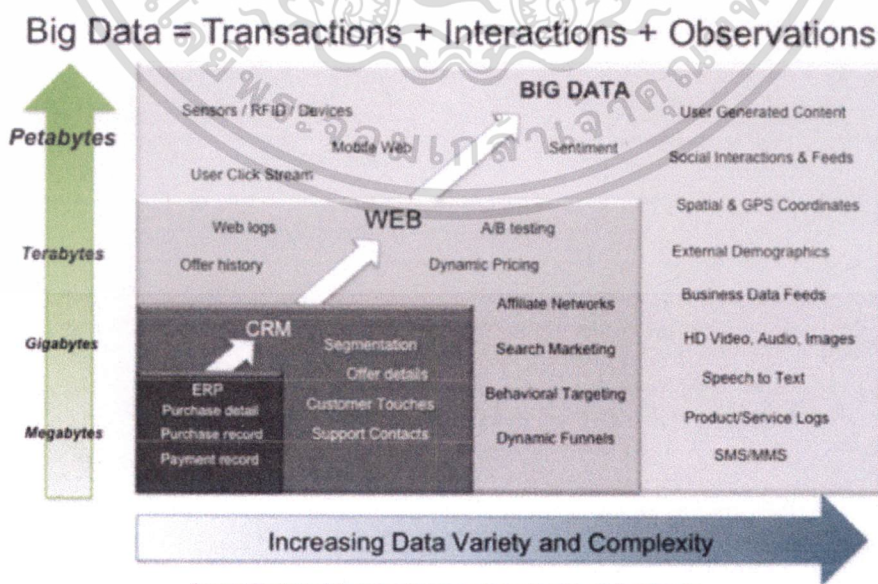 Big Data = Transactions + Interactions + Observations
BIG DATA
Petabytes
Sensors / RFID / Devices
User Generated Content
Mobile Web
Sentiment
Social Interactions & Feeds
User Click Stream
Spatial & GPS Coordinates
WEB
Web logs
A/B testing
Terabytes
Offer history
Dynamic Pricing
External Demographics
Affiliate Networks
Business Data Feeds
CRM
Gigabytes
Segmentation
Search Marketing
HD Video, Audio, Images
Offer details
ERP
Speech to Text
Purchase detail
Customer Touches
Behavioral Targeting
Product/Service Logs
Megabytes
Purchase record
Support Contacts
Dynamic Funnels
Payment record
SMS/MMS
Increasing Data Variety and Complexity